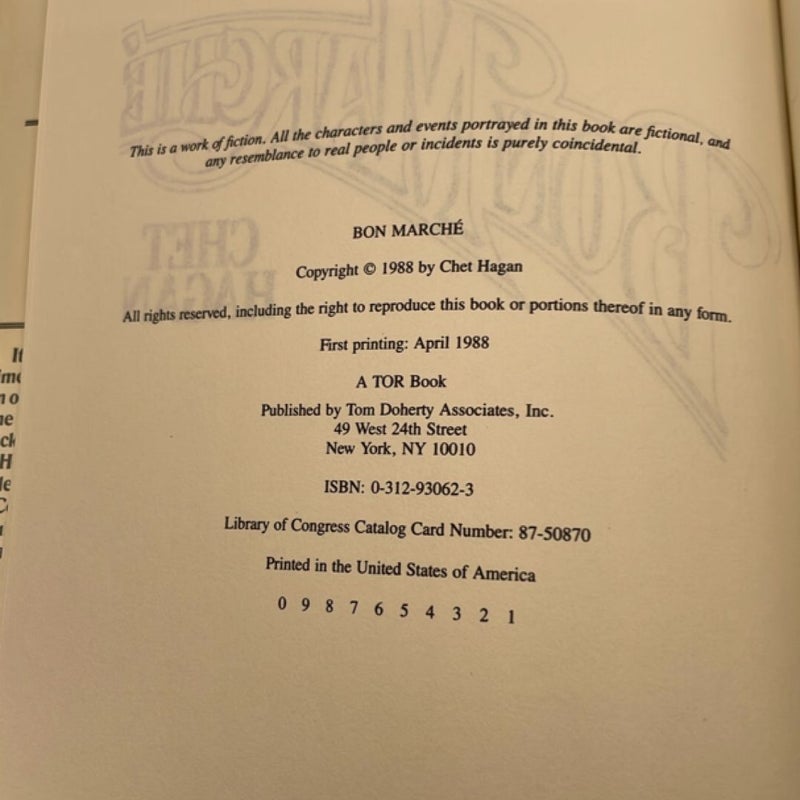 This is a work of fiction. All the characters and events portrayed in this book are fictional, and
any resemblance to real people or incidents is purely coincidental.
BON MARCHÉ
Copyright © 1988 by Chet Hagan
All rights reserved, including the right to reproduce this book or portions thereof in any form.
First printing: April 1988
A TOR Book
Published by Tom Doherty Associates, Inc.
49 West 24th Street
New York, NY 10010
ISBN: 0-312-93062-3
Library of Congress Catalog Card Number: 87-50870
Printed in the United States of America
0 9 8 7 6 5 4 3 2 1